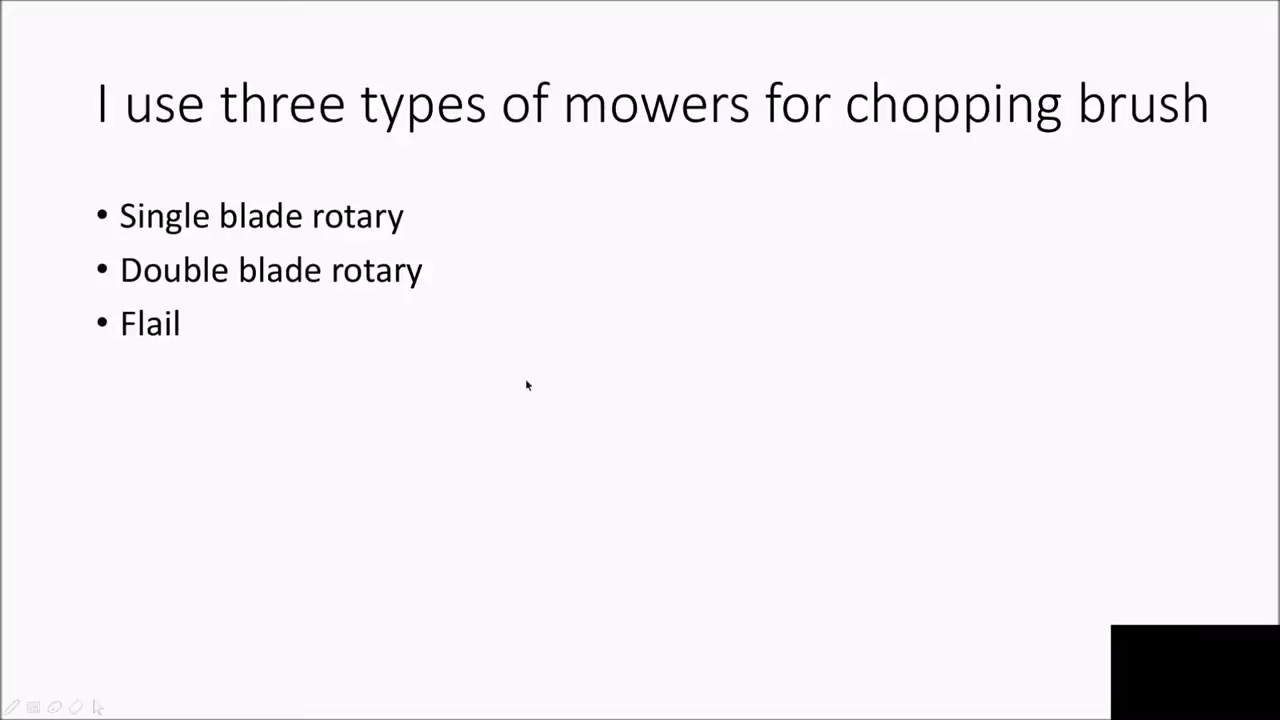 I use three types of mowers for chopping brush
• Single blade rotary
• Double blade rotary
• Flail